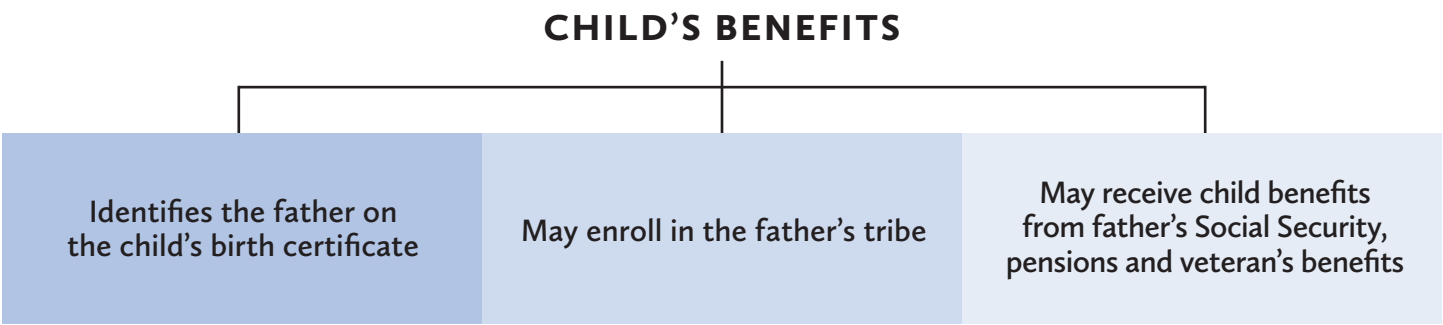 CHILD’S BENEFITS
Identifies the father on
the child’s birth certificate
May enroll in the father’s tribe
May receive child benefits
from father’s Social Security,
pensions and veteran’s benefits